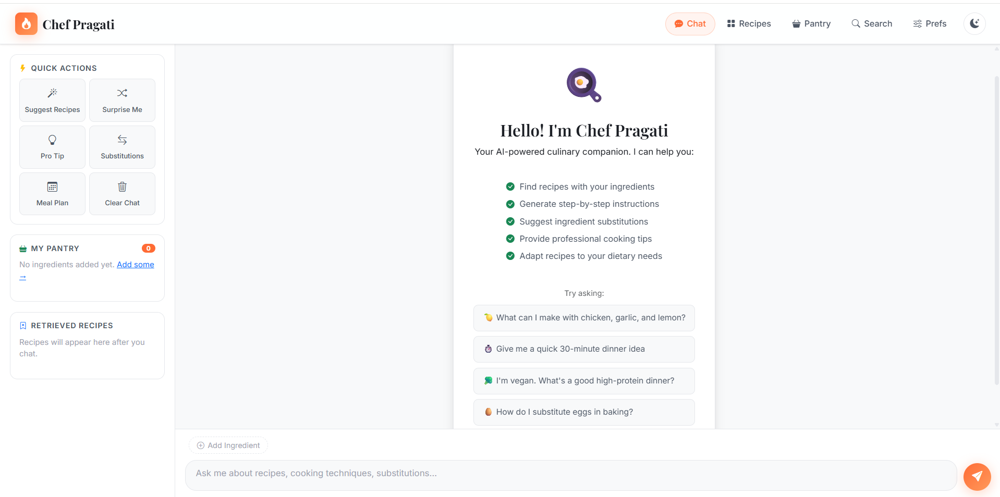 Chef Pragati
Chat
Recipes
Pantry
Search
Prefs
QUICK ACTIONS
Suggest Recipes
Surprise Me
Pro Tip
Substitutions
Meal Plan
Clear Chat
MY PANTRY
0
No ingredients added yet. Add some
→
RETRIEVED RECIPES
Recipes will appear here after you
chat.
Hello! I'm Chef Pragati
Your AI-powered culinary companion. I can help you:
Find recipes with your ingredients
Generate step-by-step instructions
Suggest ingredient substitutions
Provide professional cooking tips
Adapt recipes to your dietary needs
Try asking:
🍋 What can I make with chicken, garlic, and lemon?
⏱️ Give me a quick 30-minute dinner idea
🥦 I'm vegan. What's a good high-protein dinner?
🥚 How do I substitute eggs in baking?
Add Ingredient
Ask me about recipes, cooking techniques, substitutions...